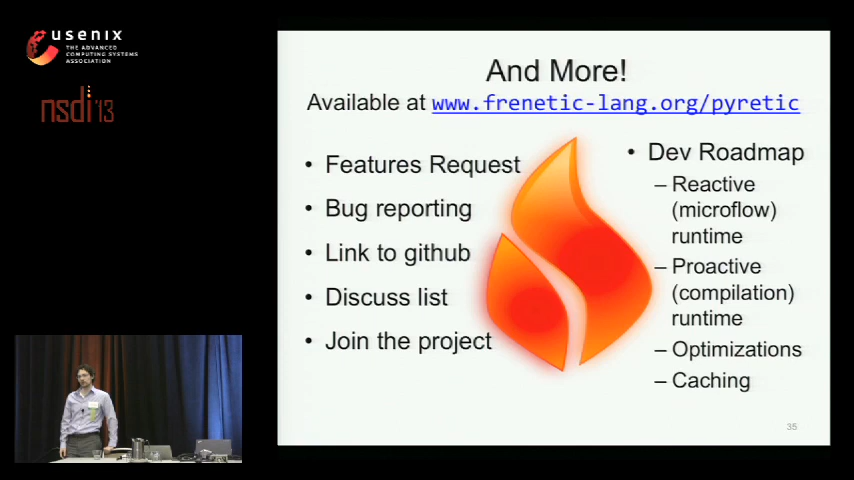 usenix
THE ADVANCED
COMPUTING SYSTEMS
ASSOCIATION
nsdi '13
And More!
Available at www.frenetic-lang.org/pyretic
• Features Request
• Bug reporting
• Link to github
• Discuss list
• Join the project
• Dev Roadmap
– Reactive
(microflow)
runtime
– Proactive
(compilation)
runtime
– Optimizations
– Caching
35